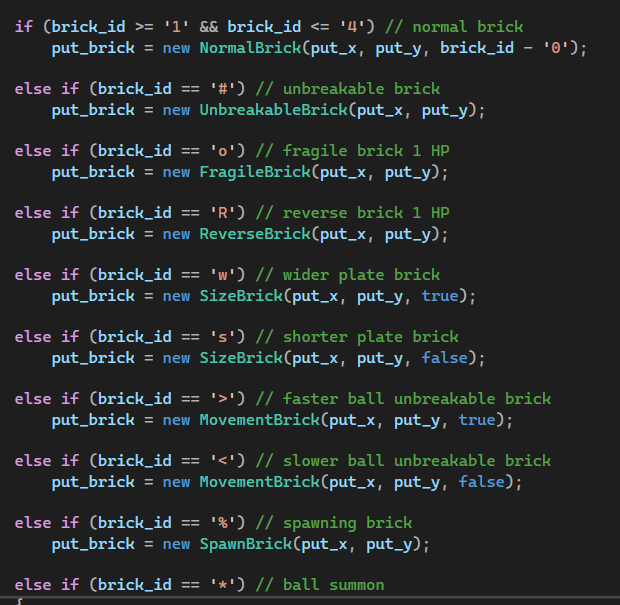 if (brick_id >= '1' && brick_id <= '4') // normal brick
    put_brick = new NormalBrick(put_x, put_y, brick_id - '0');

else if (brick_id == '#') // unbreakable brick
    put_brick = new UnbreakableBrick(put_x, put_y);

else if (brick_id == 'o') // fragile brick 1 HP
    put_brick = new FragileBrick(put_x, put_y);

else if (brick_id == 'R') // reverse brick 1 HP
    put_brick = new ReverseBrick(put_x, put_y);

else if (brick_id == 'w') // wider plate brick
    put_brick = new SizeBrick(put_x, put_y, true);

else if (brick_id == 's') // shorter plate brick
    put_brick = new SizeBrick(put_x, put_y, false);

else if (brick_id == '>') // faster ball unbreakable brick
    put_brick = new MovementBrick(put_x, put_y, true);

else if (brick_id == '<') // slower ball unbreakable brick
    put_brick = new MovementBrick(put_x, put_y, false);

else if (brick_id == '%') // spawning brick
    put_brick = new SpawnBrick(put_x, put_y);

else if (brick_id == '*') // ball summon
{